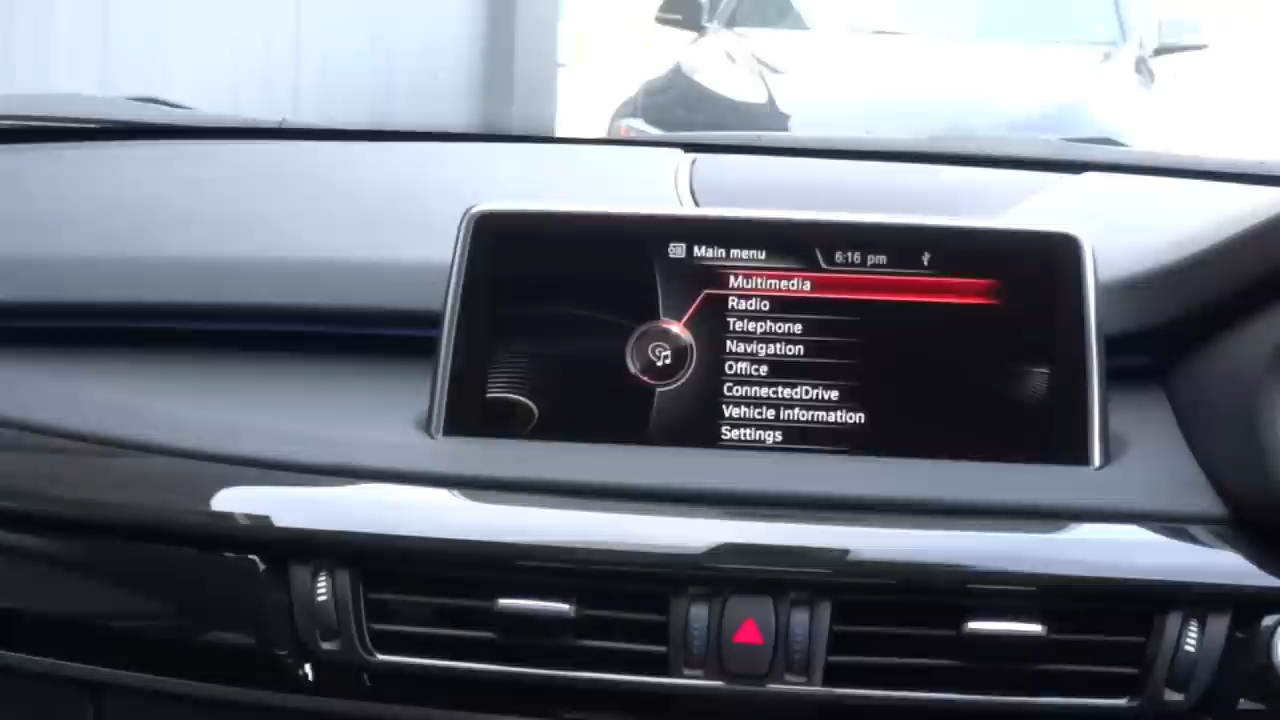 Main menu
6:16 pm
Multimedia
Radio
Telephone
Navigation
Office
ConnectedDrive
Vehicle information
Settings